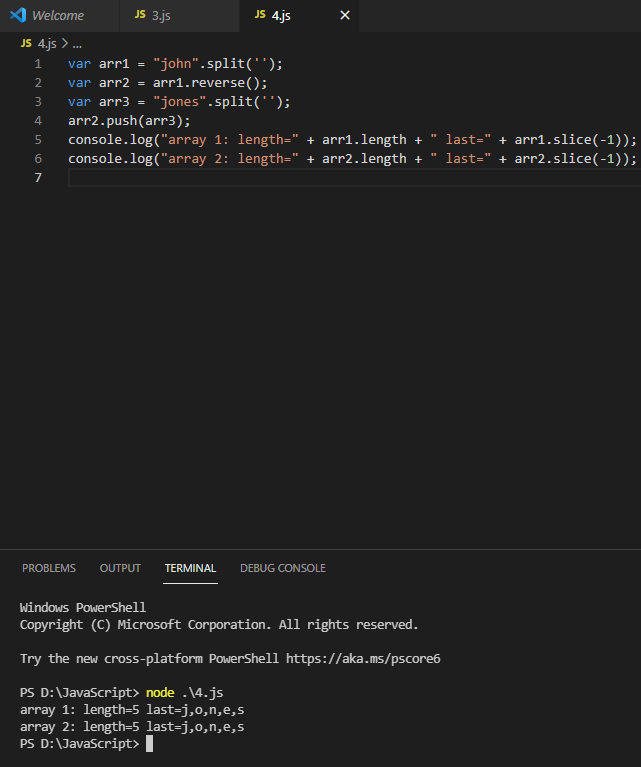 Welcome JS 3.js JS 4.js ✕
JS 4.js > ...
1 var arr1 = "john".split('');
2 var arr2 = arr1.reverse();
3 var arr3 = "jones".split('');
4 arr2.push(arr3);
5 console.log("array 1: length=" + arr1.length + " last=" + arr1.slice(-1));
6 console.log("array 2: length=" + arr2.length + " last=" + arr2.slice(-1));
7
PROBLEMS OUTPUT TERMINAL DEBUG CONSOLE
Windows PowerShell
Copyright (C) Microsoft Corporation. All rights reserved.
Try the new cross-platform PowerShell https://aka.ms/pscore6
PS D:\JavaScript> node .\4.js
array 1: length=5 last=j,o,n,e,s
array 2: length=5 last=j,o,n,e,s
PS D:\JavaScript>